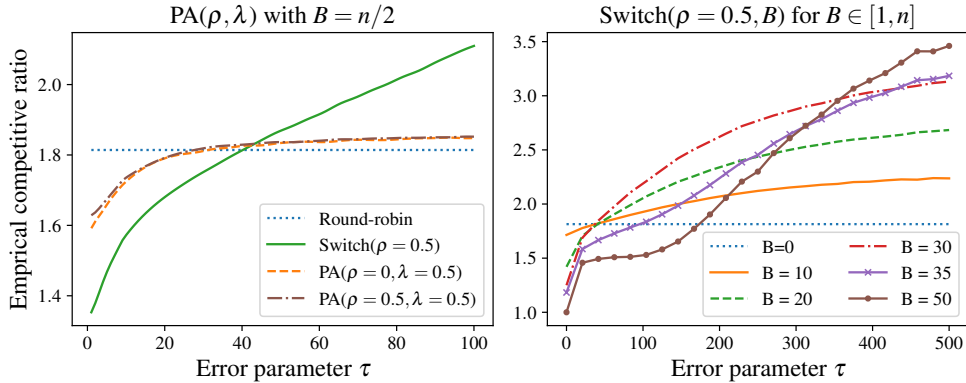 PA(ρ, λ) with B = n/2
Emprical competitive ratio
2.0
1.8
1.6
1.4
0
20
40
60
80
100
Error parameter τ
Round-robin
Switch(ρ = 0.5)
PA(ρ = 0, λ = 0.5)
PA(ρ = 0.5, λ = 0.5)
Switch(ρ = 0.5, B) for B ∈ [1, n]
3.5
3.0
2.5
2.0
1.5
1.0
0
100
200
300
400
500
Error parameter τ
B=0
B = 10
B = 20
B = 30
B = 35
B = 50